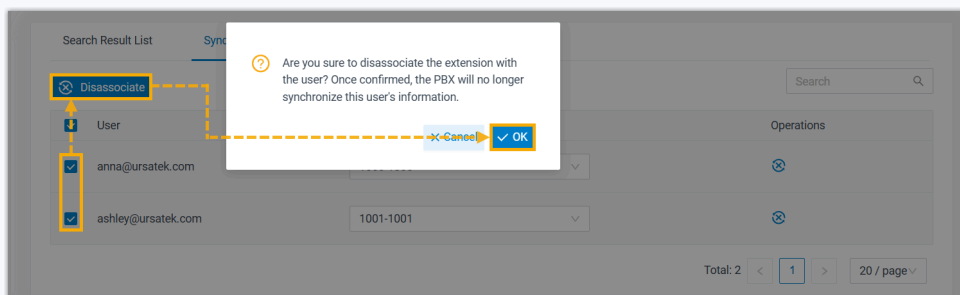 Search Result List
Disassociate
Search
User
Operations
Are you sure to disassociate the extension with
the user? Once confirmed, the PBX will no longer
synchronize this user's information.
Cancel
OK
anna@ursatek.com
ashley@ursatek.com
1001-1001
Total: 2
1
20 / page